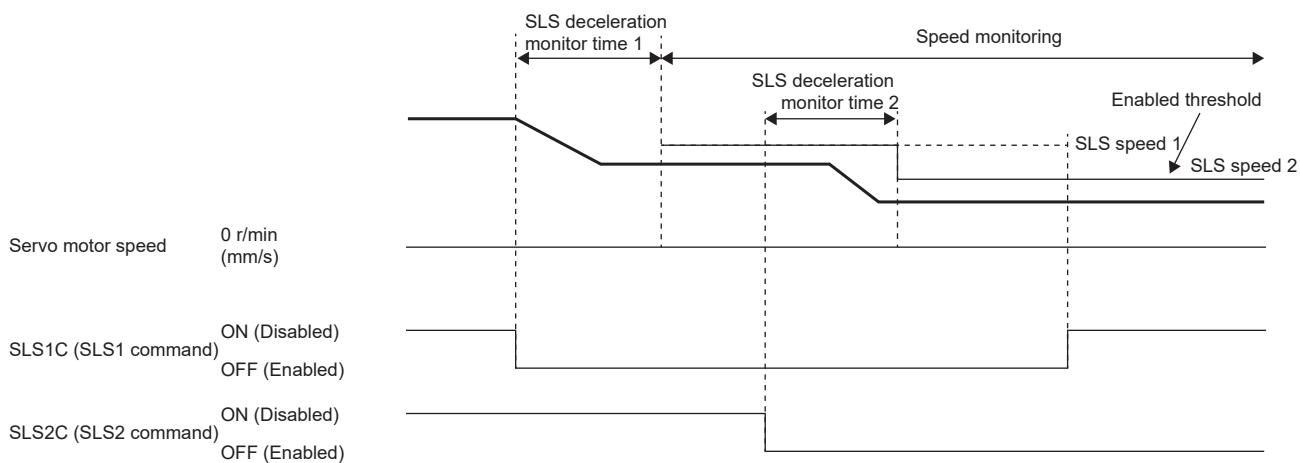 SLS deceleration
monitor time 1
Speed monitoring
SLS deceleration
monitor time 2
Enabled threshold
SLS speed 1
SLS speed 2
Servo motor speed
0 r/min
(mm/s)
SLS1C (SLS1 command)
ON (Disabled)
OFF (Enabled)
SLS2C (SLS2 command)
ON (Disabled)
OFF (Enabled)